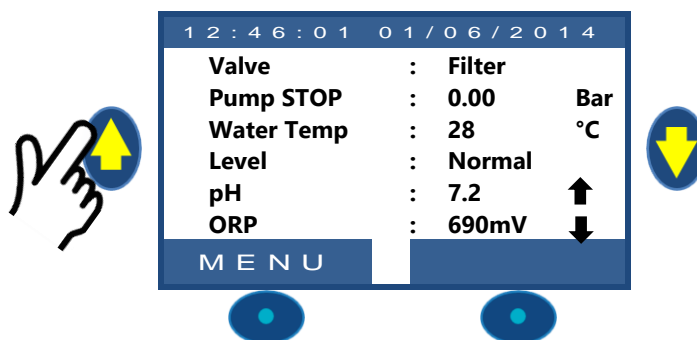 12:46:01 01/06/2014
Valve : Filter
Pump STOP : 0.00 Bar
Water Temp : 28 °C
Level : Normal
pH : 7.2
ORP : 690mV
MENU